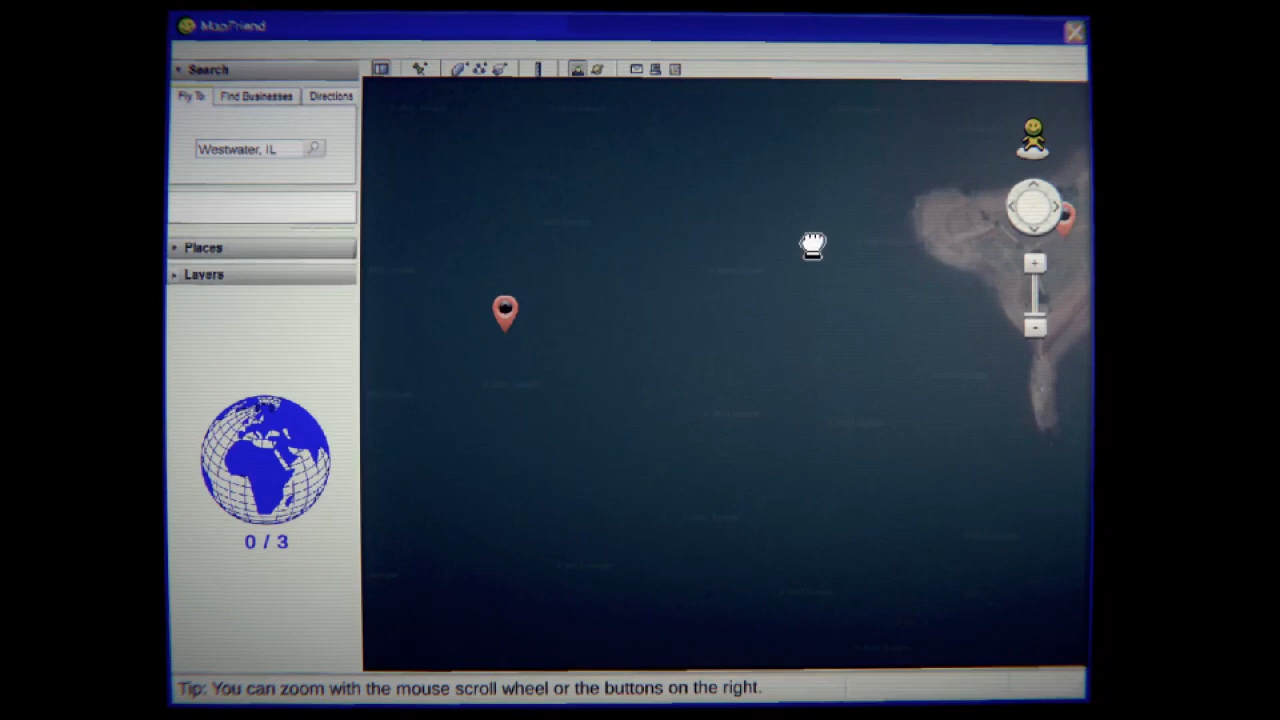 MapFriend
Search
Fly To
Find Businesses
Directions
Westwater, IL
Places
Layers
0 / 3
Tip: You can zoom with the mouse scroll wheel or the buttons on the right.